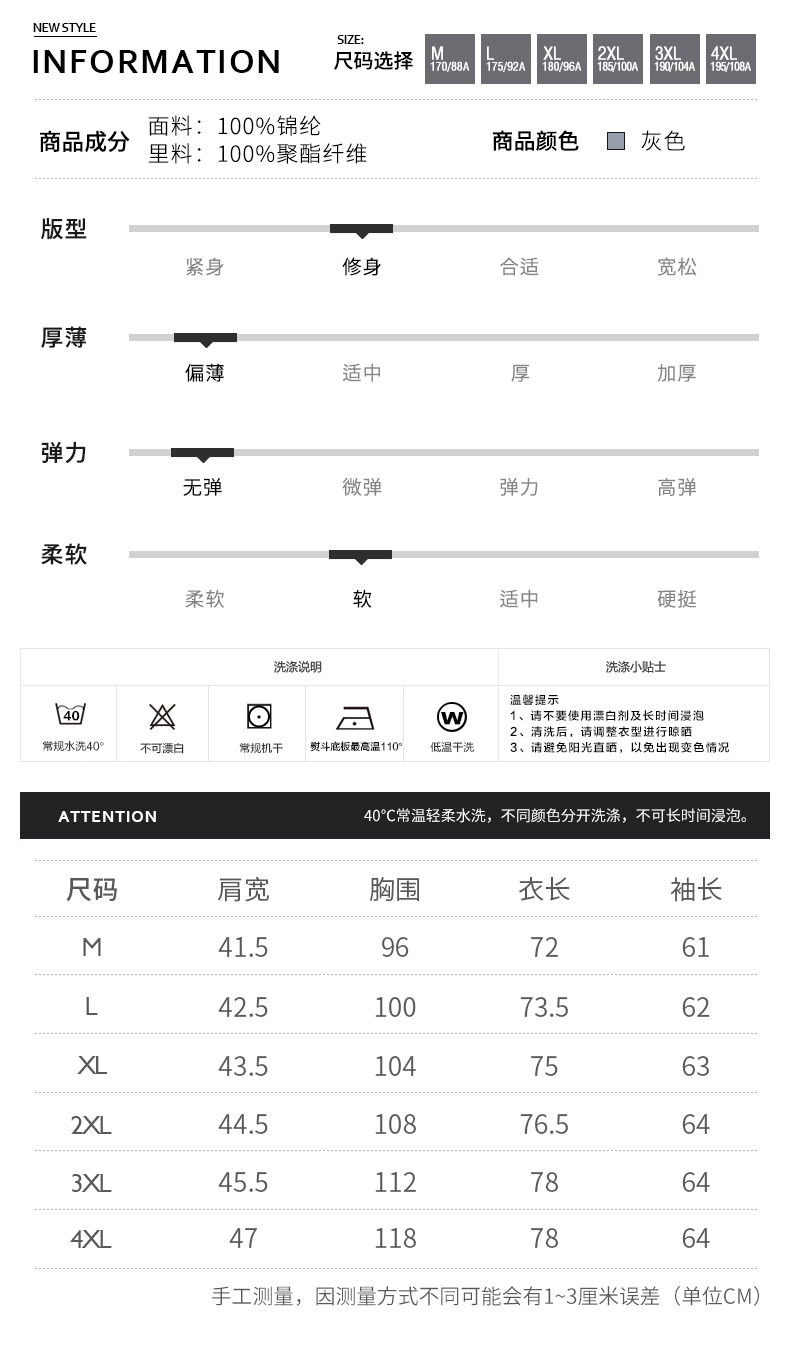 NEW STYLE
INFORMATION
SIZE:
尺码选择
M
170/88A
L
175/92A
XL
180/96A
2XL
185/100A
3XL
190/104A
4XL
195/108A
商品成分
面料：100%锦纶
里料：100%聚酯纤维
商品颜色 灰色
版型
紧身 修身 合适 宽松
厚薄
偏薄 适中 厚 加厚
弹力
无弹 微弹 弹力 高弹
柔软
柔软 软 适中 硬挺
洗涤说明 洗涤小贴士
40
常规水洗40°
不可漂白
常规机干
熨斗底板最高温110°
W
低温干洗
温馨提示
1、请不要使用漂白剂及长时间浸泡
2、清洗后，请调整衣型进行晾晒
3、请避免阳光直晒，以免出现变色情况
ATTENTION 40°C常温轻柔水洗，不同颜色分开洗涤，不可长时间浸泡。
尺码 肩宽 胸围 衣长 袖长
M 41.5 96 72 61
L 42.5 100 73.5 62
XL 43.5 104 75 63
2XL 44.5 108 76.5 64
3XL 45.5 112 78 64
4XL 47 118 78 64
手工测量，因测量方式不同可能会有1~3厘米误差（单位CM）